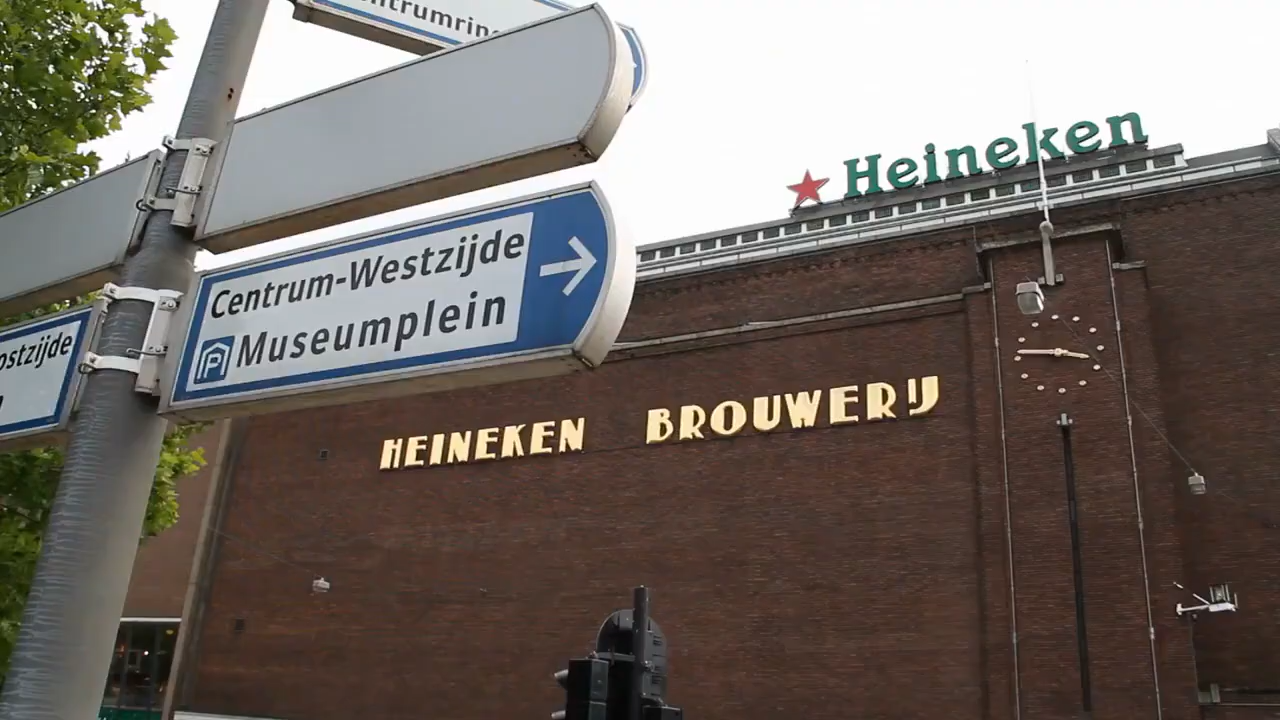 Heineken
Centrum-Westzijde
P Museumplein
HEINEKEN BROUWERIJ